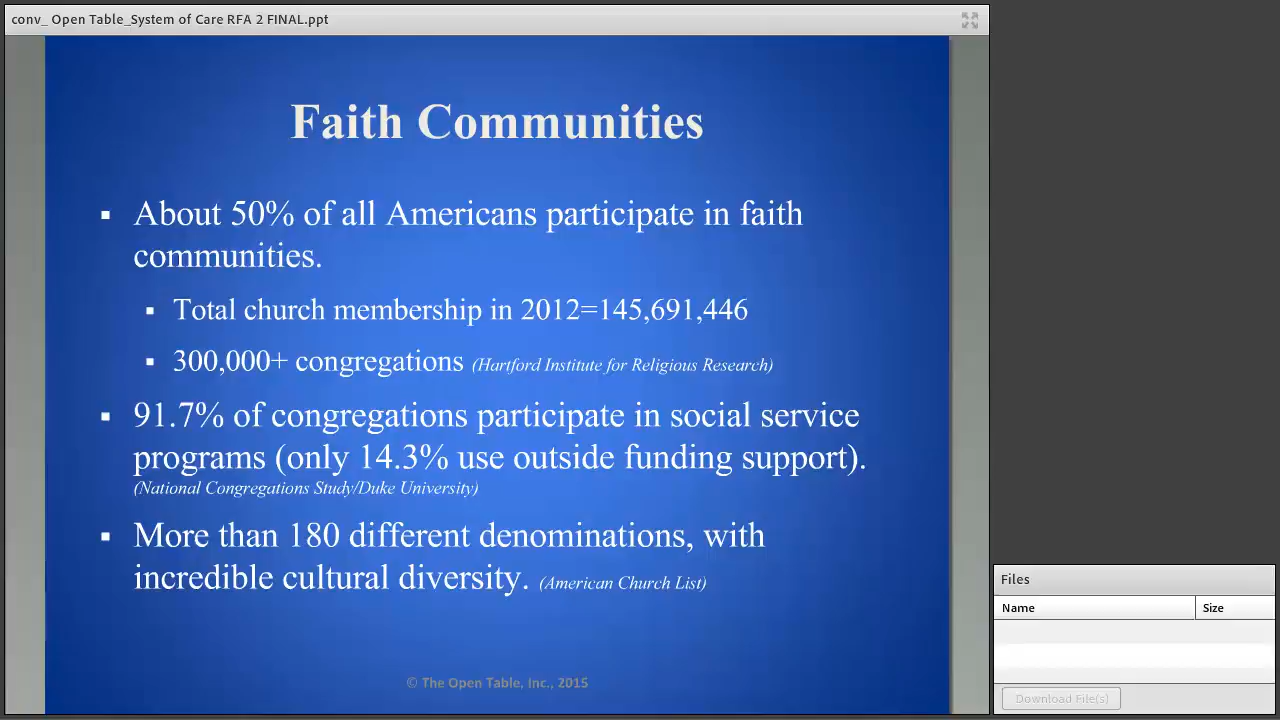 conv_ Open Table_System of Care RFA 2 FINAL.ppt
Faith Communities
▪ About 50% of all Americans participate in faith
communities.
▪ Total church membership in 2012=145,691,446
▪ 300,000+ congregations (Hartford Institute for Religious Research)
▪ 91.7% of congregations participate in social service
programs (only 14.3% use outside funding support).
(National Congregations Study/Duke University)
▪ More than 180 different denominations, with
incredible cultural diversity. (American Church List)
© The Open Table, Inc., 2015
Files
Name Size
Download File(s)